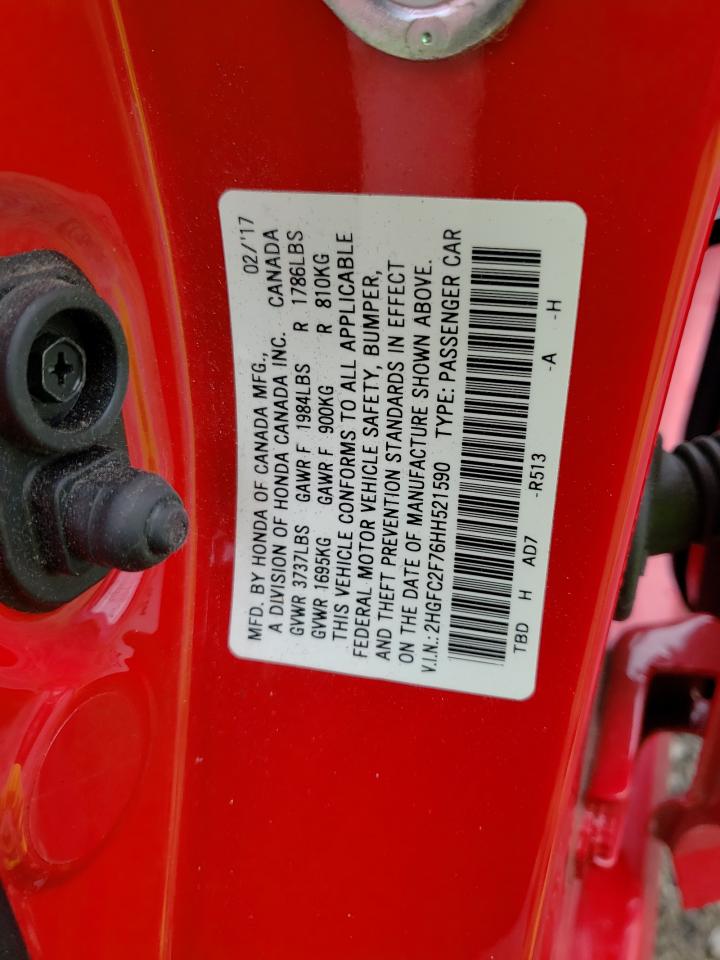 MFD. BY HONDA OF CANADA MFG., 02/'17
A DIVISION OF HONDA CANADA INC. CANADA
GVWR 3737LBS GAWR F 1984LBS R 1786LBS
GVWR 1695KG GAWR F 900KG R 810KG
THIS VEHICLE CONFORMS TO ALL APPLICABLE
FEDERAL MOTOR VEHICLE SAFETY, BUMPER,
AND THEFT PREVENTION STANDARDS IN EFFECT
ON THE DATE OF MANUFACTURE SHOWN ABOVE.
V.I.N.: 2HGFC2F76HH521590 TYPE: PASSENGER CAR
TBD H AD7 -R513 -A -H